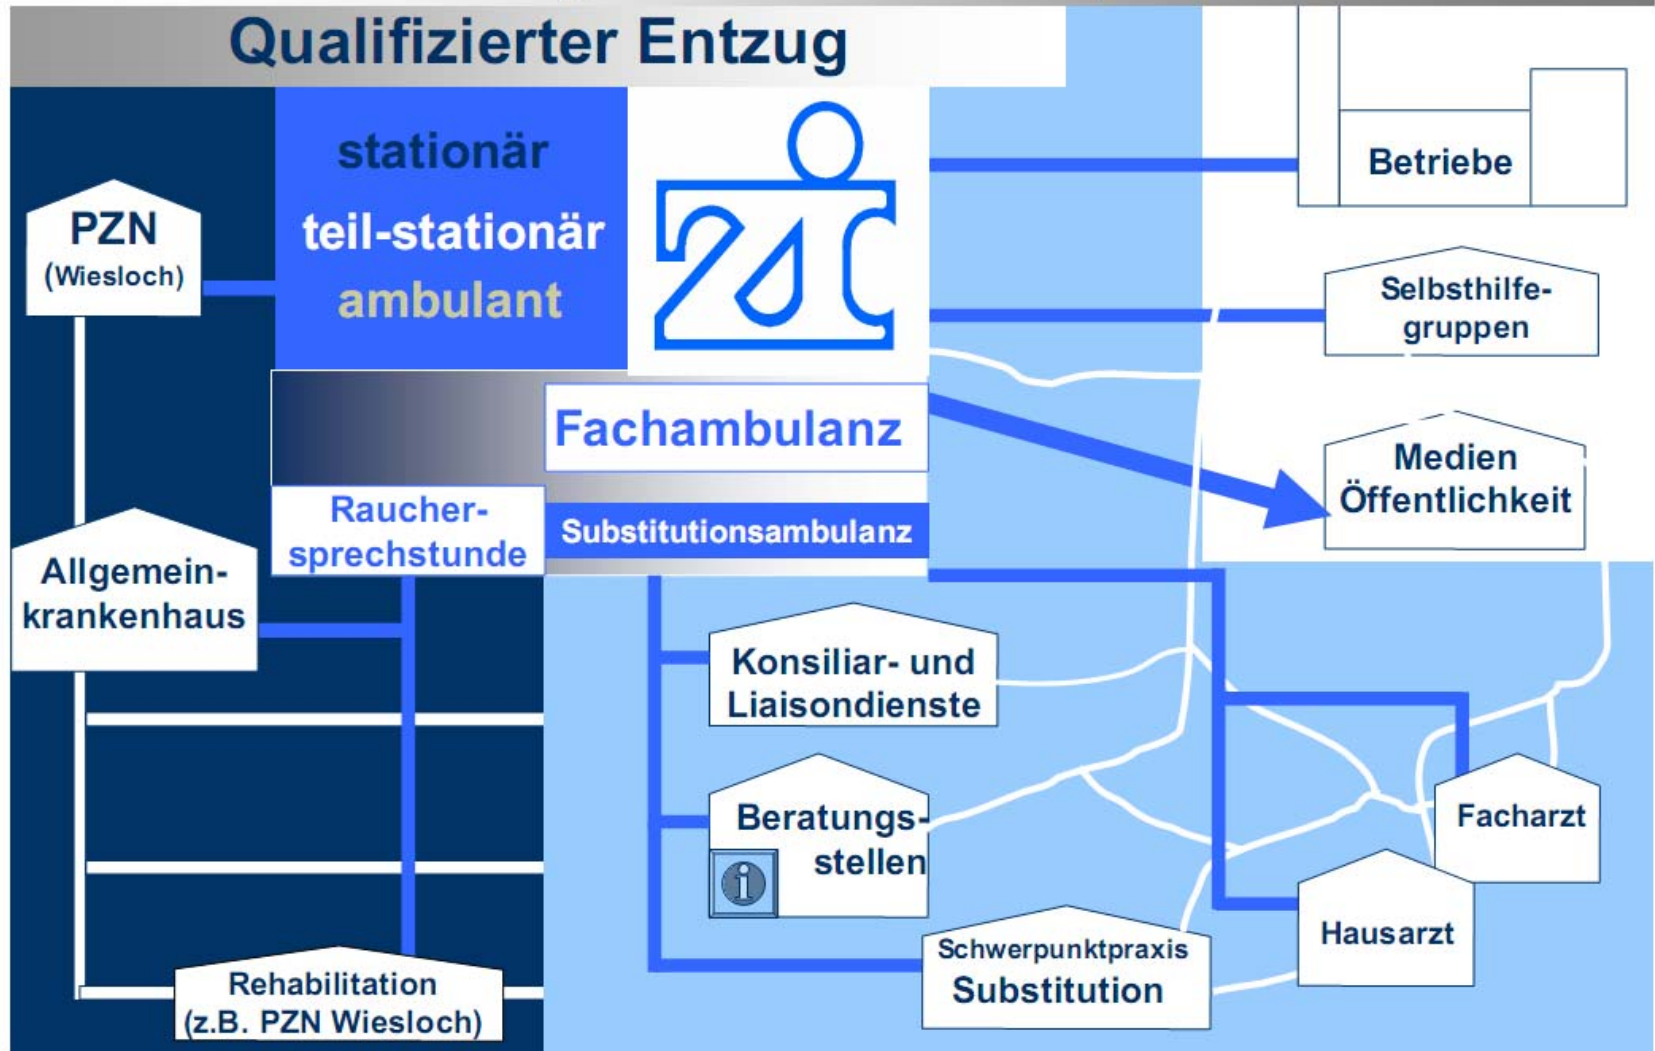 Qualifizierter Entzug
stationär
teil-stationär
ambulant
PZN
(Wiesloch)
Betriebe
Selbsthilfe-
gruppen
Fachambulanz
Medien
Öffentlichkeit
Raucher-
sprechstunde
Substitutionsambulanz
Allgemein-
krankenhaus
Konsiliar- und
Liaisondienste
Beratungs-
stellen
i
Facharzt
Hausarzt
Schwerpunktpraxis
Substitution
Rehabilitation
(z.B. PZN Wiesloch)